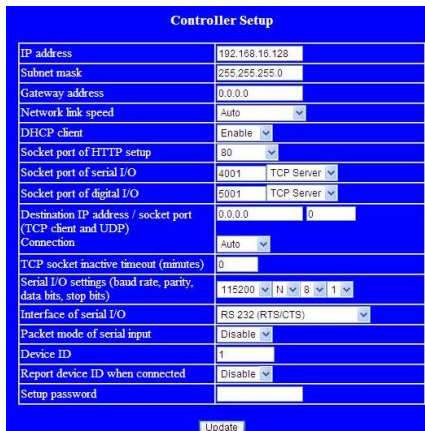 Controller Setup
IP address 192.168.16.128
Subnet mask 255.255.255.0
Gateway address 0.0.0.0
Network link speed Auto
DHCP client Enable
Socket port of HTTP setup 80
Socket port of serial I/O 4001 TCP Server
Socket port of digital I/O 5001 TCP Server
Destination IP address / socket port 0.0.0.0 0
(TCP client and UDP)
Connection Auto
TCP socket inactive timeout (minutes) 0
Serial I/O settings (baud rate, parity, 115200 N 8 1
data bits, stop bits)
Interface of serial I/O RS 232 (RTS/CTS)
Packet mode of serial input Disable
Device ID 1
Report device ID when connected Disable
Setup password
Update